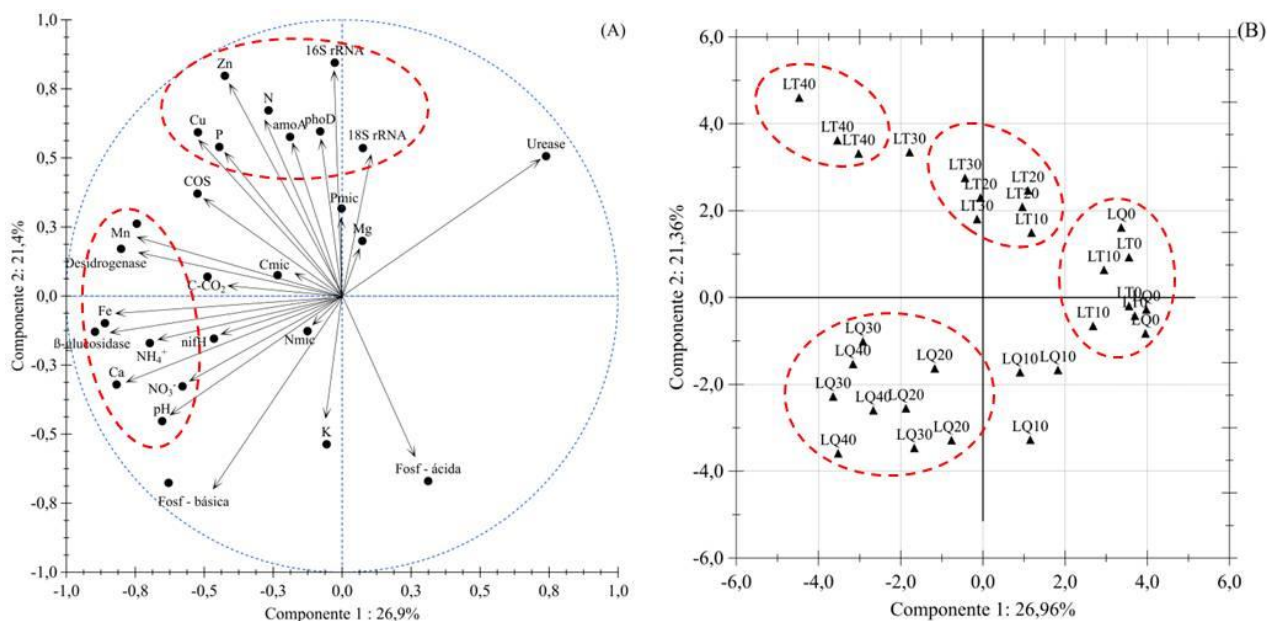 (A)
1,0
0,8
0,5
0,3
0,0
-0,3
-0,5
-0,8
-1,0
Componente 2: 21,4%
16S rRNA
Zn
N
phoD
amoA
Cu
P
18S rRNA
Urease
COS
Pmic
Mg
Mn
Desidrogenase
Cmic
C-CO₂
Fe
ß-glucosidase
nifH
Nmic
NH₄⁺
Ca
NO₃⁻
pH
K
Fosf - ácida
Fosf - básica
-1,0 -0,8 -0,5 -0,3 0,0 0,3 0,5 0,8 1,0
Componente 1 : 26,9%
(B)
6,0
4,0
2,0
0,0
-2,0
-4,0
-6,0
Componente 2: 21,36%
LT40
LT40
LT40
LT30
LT30
LT20
LT20
LT20
LT30
LT10
LQ0
LT0
LT10
LT0
LQ0
LT10
LQ0
LQ30
LQ40
LQ20
LQ10
LQ10
LQ30
LQ40
LQ20
LQ30
LQ20
LQ10
LQ40
-6,0 -4,0 -2,0 0,0 2,0 4,0 6,0
Componente 1: 26,96%